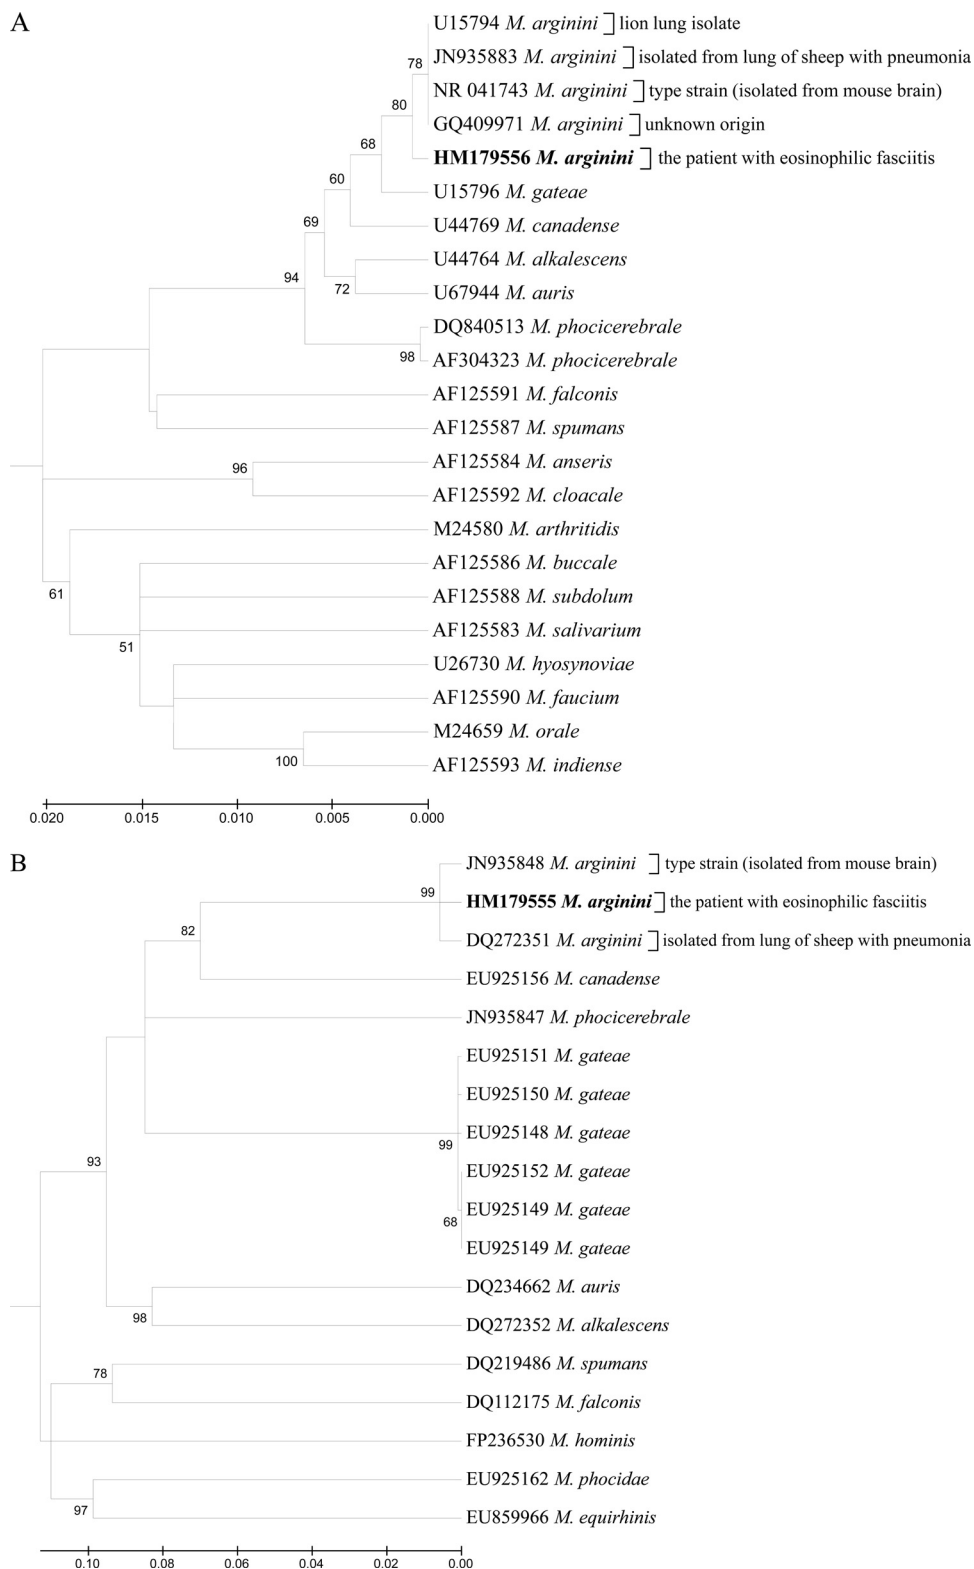 A
U15794 M. arginini ] lion lung isolate
JN935883 M. arginini ] isolated from lung of sheep with pneumonia
78
NR 041743 M. arginini ] type strain (isolated from mouse brain)
80
GQ409971 M. arginini ] unknown origin
68
HM179556 M. arginini ] the patient with eosinophilic fasciitis
60
U15796 M. gateae
69
U44769 M. canadense
U44764 M. alkalescens
94
72
U67944 M. auris
DQ840513 M. phocicerebrale
98
AF304323 M. phocicerebrale
AF125591 M. falconis
AF125587 M. spumans
AF125584 M. anseris
96
AF125592 M. cloacale
M24580 M. arthritidis
AF125586 M. buccale
61
AF125588 M. subdolum
AF125583 M. salivarium
51
U26730 M. hyosynoviae
AF125590 M. faucium
M24659 M. orale
100
AF125593 M. indiense
0.020 0.015 0.010 0.005 0.000
B
JN935848 M. arginini ] type strain (isolated from mouse brain)
99
HM179555 M. arginini ] the patient with eosinophilic fasciitis
82
DQ272351 M. arginini ] isolated from lung of sheep with pneumonia
EU925156 M. canadense
JN935847 M. phocicerebrale
EU925151 M. gateae
EU925150 M. gateae
EU925148 M. gateae
99
93
EU925152 M. gateae
EU925149 M. gateae
68
EU925149 M. gateae
DQ234662 M. auris
98
DQ272352 M. alkalescens
DQ219486 M. spumans
78
DQ112175 M. falconis
FP236530 M. hominis
EU925162 M. phocidae
97
EU859966 M. equirhinis
0.10 0.08 0.06 0.04 0.02 0.00